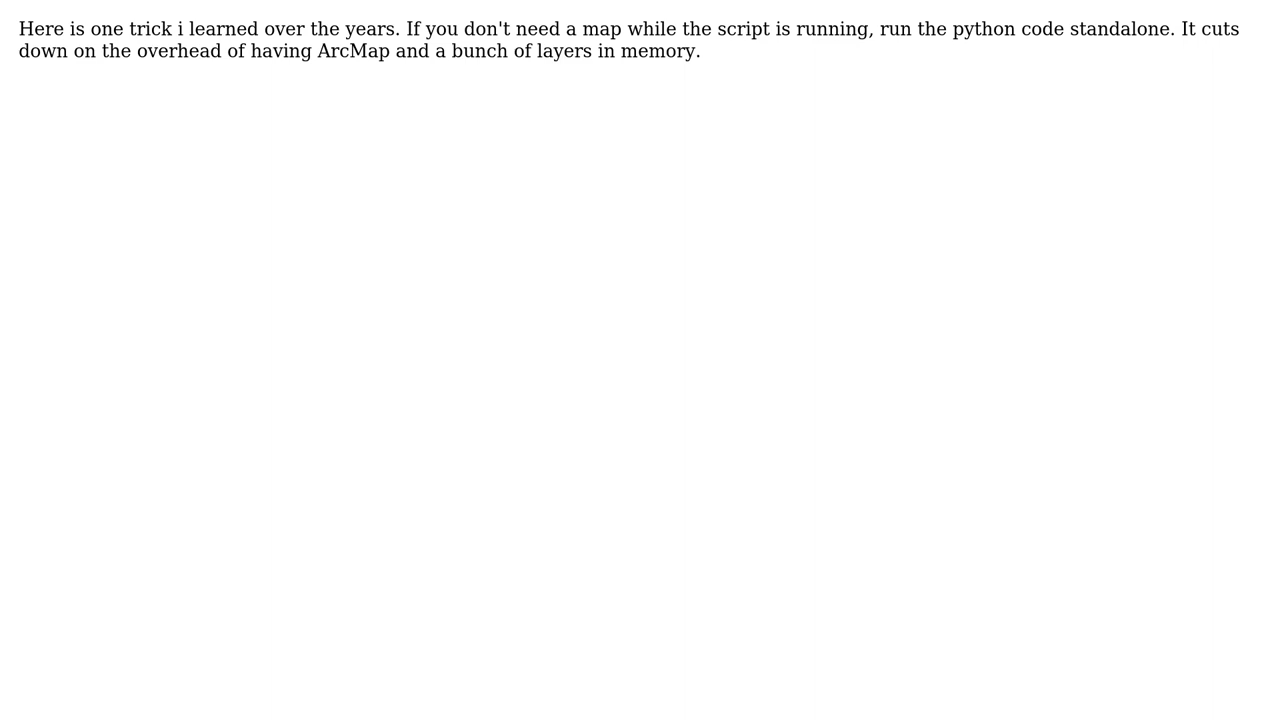 Here is one trick i learned over the years. If you don't need a map while the script is running, run the python code standalone. It cuts
down on the overhead of having ArcMap and a bunch of layers in memory.